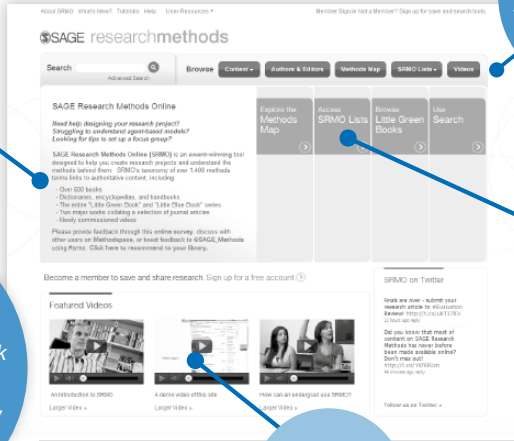 About SRMO What's New? Tutorials Help User Resources
Member Sign In Not a Member? Sign up for save and search tools.
SAGE researchmethods
Search
Advanced Search
Browse Content Authors & Editors Methods Map SRMO Lists Videos
SAGE Research Methods Online
Need help designing your research project?
Struggling to understand agent-based models?
Looking for tips to set up a focus group?
SAGE Research Methods Online (SRMO) is an award-winning tool
designed to help you create research projects and understand the
methods behind them. SRMO's taxonomy of over 1,400 methods
terms links to authoritative content, including:
- Over 600 books
- Dictionaries, encyclopedias, and handbooks
- The entire "Little Green Book" and "Little Blue Book" series
- Two major works collating a selection of journal articles
- Newly commissioned videos
Please provide feedback through this online survey, discuss with
other users on Methodspace, or tweet feedback to @SAGE_Methods
using #srmo. Click here to recommend to your library.
Explore the
Methods
Map
Access
SRMO Lists
Browse
Little Green
Books
Use
Search
Become a member to save and share research. Sign up for a free account
Featured Videos
An introduction to SRMO
Larger Video »
A demo video of this site
Larger Video »
How can an undergrad use SRMO?
Larger Video »
SRMO on Twitter
Finals are over - submit your
research article to #Evaluation
Review!
Did you know that most of
content on SAGE Research
Methods has never before
been made available online?
Don't miss out!
Follow us on Twitter »